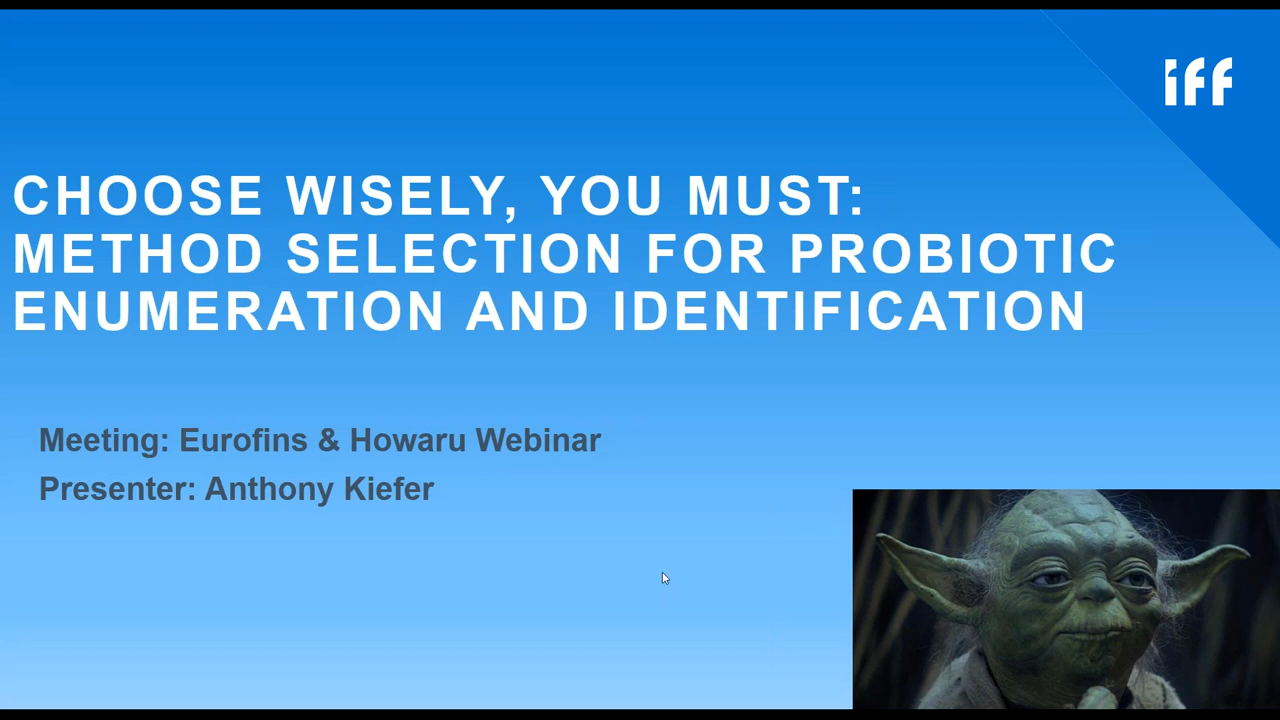 iff
CHOOSE WISELY, YOU MUST:
METHOD SELECTION FOR PROBIOTIC
ENUMERATION AND IDENTIFICATION
Meeting: Eurofins & Howaru Webinar
Presenter: Anthony Kiefer